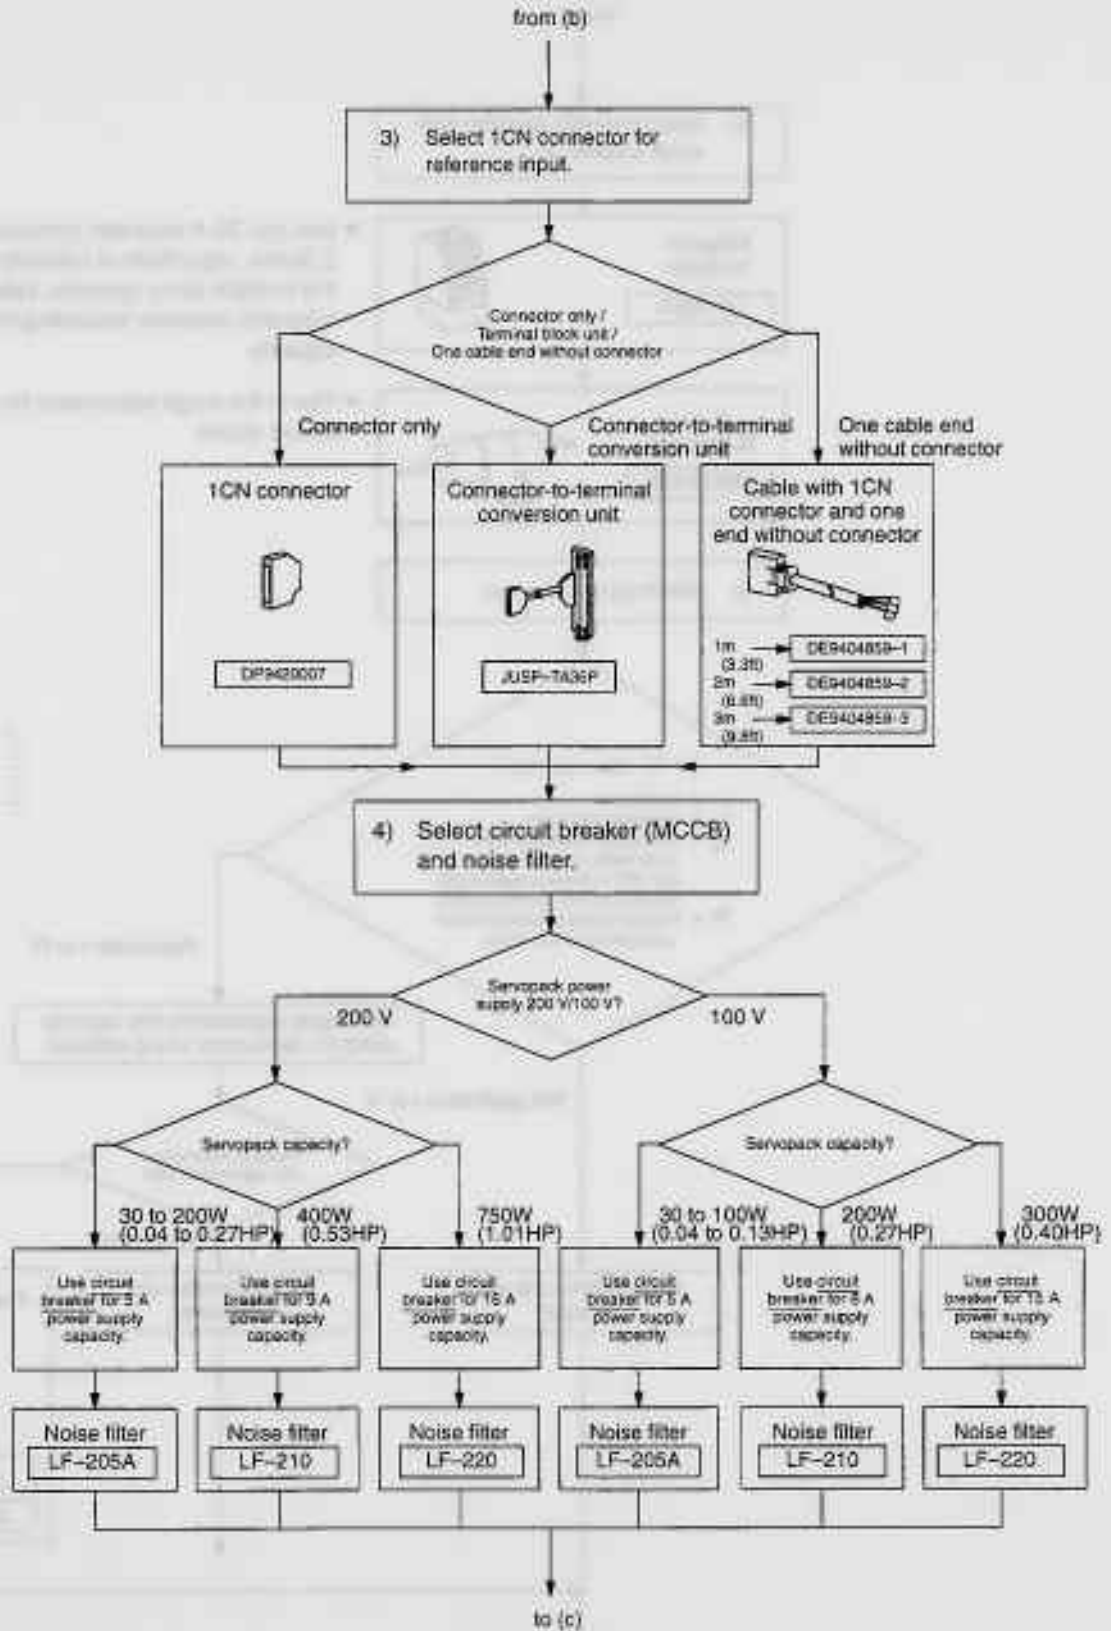 from (b)
3) Select 1CN connector for
reference input.
Connector only /
Terminal block unit /
One cable end without connector
Connector only
Connector-to-terminal
conversion unit
One cable end
without connector
1CN connector
DP9420007
Connector-to-terminal
conversion unit
JUSP-TA36P
Cable with 1CN
connector and one
end without connector
1m
(3.3ft)
DE9404859-1
2m
(6.6ft)
DE9404859-2
3m
(9.8ft)
DE9404859-3
4) Select circuit breaker (MCCB)
and noise filter.
Servopack power
supply 200 V/100 V?
200 V
100 V
Servopack capacity?
Servopack capacity?
30 to 200W
(0.04 to 0.27HP)
400W
(0.53HP)
750W
(1.01HP)
30 to 100W
(0.04 to 0.13HP)
200W
(0.27HP)
300W
(0.40HP)
Use circuit
breaker for A
power supply
capacity.
Use circuit
breaker for 9 A
power supply
capacity.
Use circuit
breaker for 16 A
power supply
capacity.
Use circuit
breaker for A
power supply
capacity.
Use circuit
breaker for A
power supply
capacity.
Use circuit
breaker for A
power supply
capacity.
Noise filter
LF-205A
Noise filter
LF-210
Noise filter
LF-220
Noise filter
LF-205A
Noise filter
LF-210
Noise filter
LF-220
to (c)